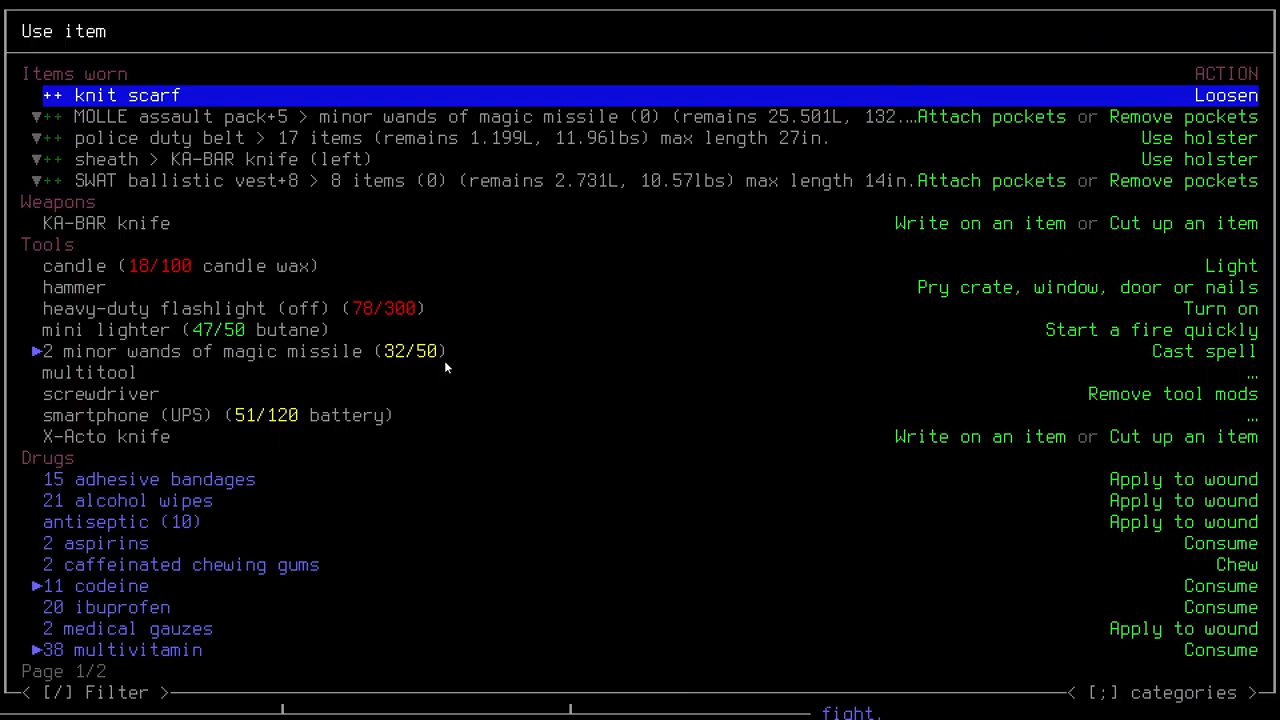 Use item
Items worn ACTION
++ knit scarf Loosen
▼++ MOLLE assault pack+5 > minor wands of magic missile (0) (remains 25.501L, 132...Attach pockets or Remove pockets
▼++ police duty belt > 17 items (remains 1.199L, 11.96lbs) max length 27in. Use holster
▼++ sheath > KA-BAR knife (left) Use holster
▼++ SWAT ballistic vest+8 > 8 items (0) (remains 2.731L, 10.57lbs) max length 14in.Attach pockets or Remove pockets
Weapons
KA-BAR knife Write on an item or Cut up an item
Tools
candle (18/100 candle wax) Light
hammer Pry crate, window, door or nails
heavy-duty flashlight (off) (78/300) Turn on
mini lighter (47/50 butane) Start a fire quickly
▶2 minor wands of magic missile (32/50) Cast spell
multitool ...
screwdriver Remove tool mods
smartphone (UPS) (51/120 battery) ...
X-Acto knife Write on an item or Cut up an item
Drugs
15 adhesive bandages Apply to wound
21 alcohol wipes Apply to wound
antiseptic (10) Apply to wound
2 aspirins Consume
2 caffeinated chewing gums Chew
▶11 codeine Consume
20 ibuprofen Consume
2 medical gauzes Apply to wound
▶38 multivitamin Consume
Page 1/2
< [/] Filter > < [;] categories >
fight.